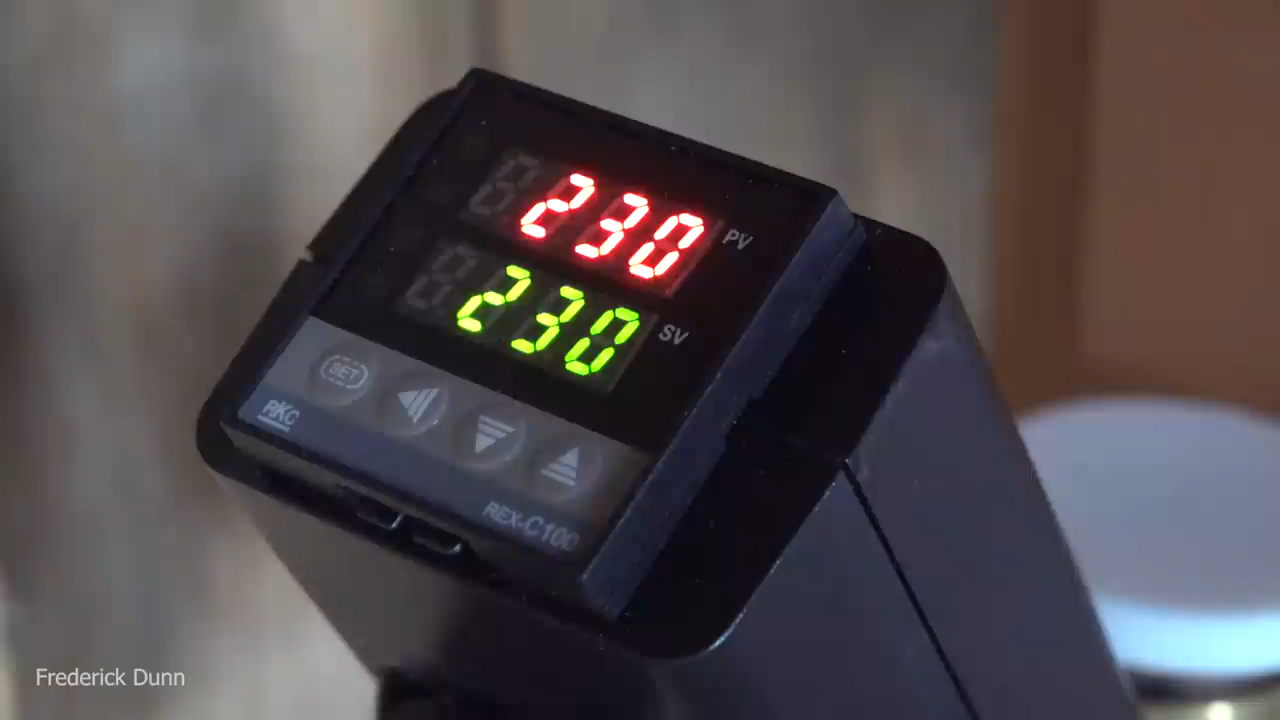 230 PV
230 SV
SET
RKC
REX-C100
Frederick Dunn